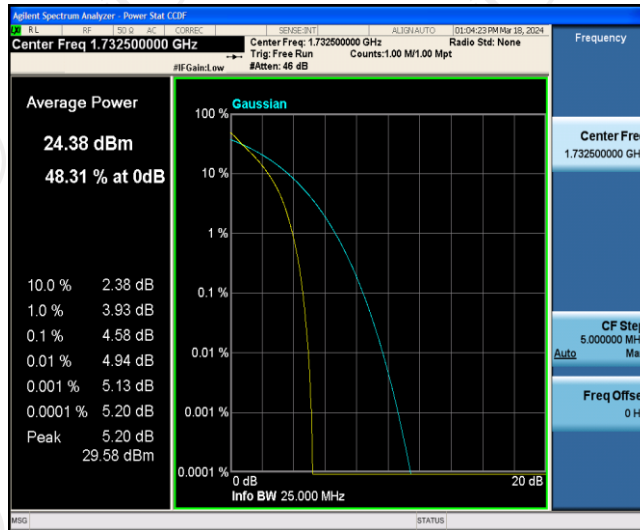 Agilent Spectrum Analyzer - Power Stat CCDF
RL RF 50 Ω AC CORREC SENSE:INT ALIGN AUTO 01:04:23 PM Mar 18, 2024
Center Freq 1.732500000 GHz
Center Freq: 1.732500000 GHz Radio Std: None
Trig: Free Run Counts:1.00 M/1.00 Mpt
#IFGain:Low #Atten: 46 dB
Frequency
Average Power
24.38 dBm
48.31 % at 0dB
10.0 % 2.38 dB
1.0 % 3.93 dB
0.1 % 4.58 dB
0.01 % 4.94 dB
0.001 % 5.13 dB
0.0001 % 5.20 dB
Peak 5.20 dB
29.58 dBm
Gaussian
100 %
10 %
1 %
0.1 %
0.01 %
0.001 %
0.0001 %
0 dB 20 dB
Info BW 25.000 MHz
Center Fre
1.732500000 GH
CF Step
5.000000 MH
Auto Ma
Freq Offse
0 H
MSG STATUS